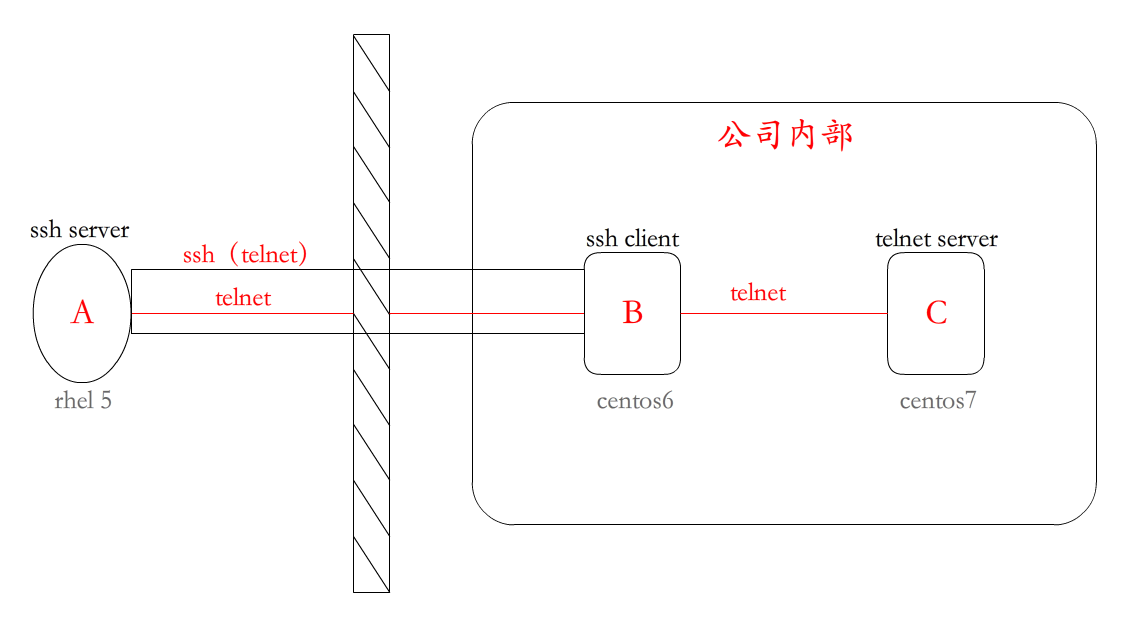 公司内部
ssh server
ssh client
telnet server
ssh（telnet）
telnet
telnet
A
B
C
rhel 5
centos6
centos7